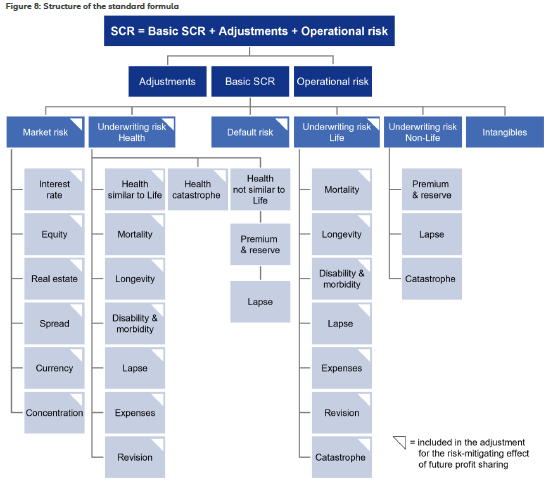 Figure 8: Structure of the standard formula
SCR = Basic SCR + Adjustments + Operational risk
Adjustments
Basic SCR
Operational risk
Market risk
Underwriting risk
Health
Default risk
Underwriting risk
Life
Underwriting risk
Non-Life
Intangibles
Interest
rate
Equity
Real estate
Spread
Currency
Concentration
Health
similar to Life
Mortality
Longevity
Disability &
morbidity
Lapse
Expenses
Revision
Health
catastrophe
Health
not similar to
Life
Premium
& reserve
Lapse
Mortality
Longevity
Disability &
morbidity
Lapse
Expenses
Revision
Catastrophe
Premium
& reserve
Lapse
Catastrophe
= included in the adjustment
for the risk-mitigating effect
of future profit sharing